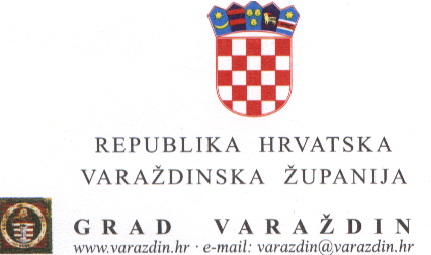 REPUBLIKA HRVATSKA
VARAŽDINSKA ŽUPANIJA
GRAD VARAŽDIN
www.varazdin.hr · e-mail: varazdin@varazdin.hr